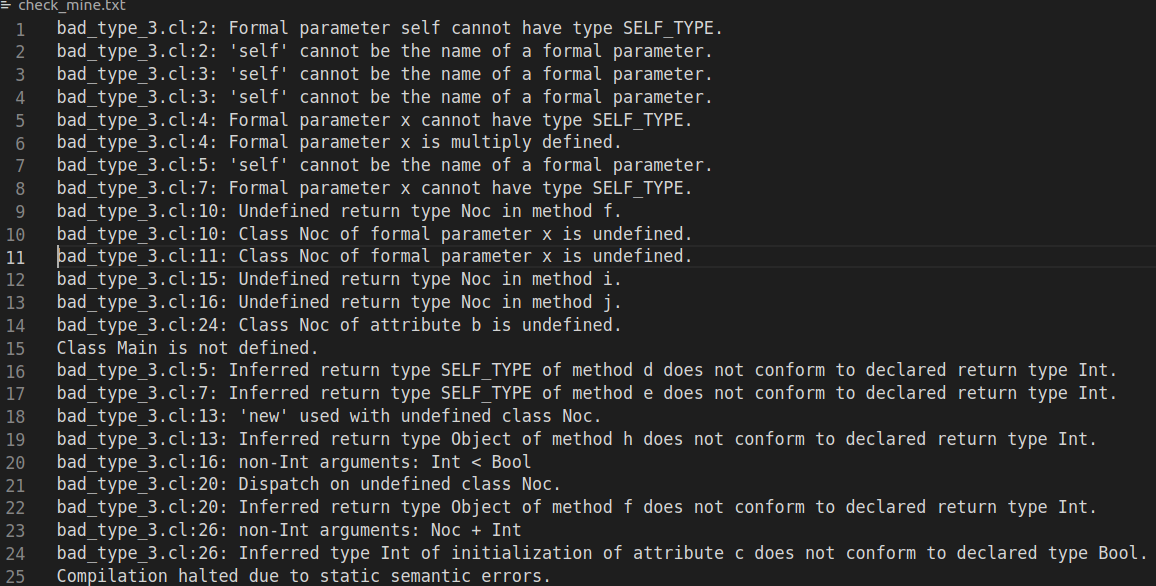 check_mine.txt
1 bad_type_3.cl:2: Formal parameter self cannot have type SELF_TYPE.
2 bad_type_3.cl:2: 'self' cannot be the name of a formal parameter.
3 bad_type_3.cl:3: 'self' cannot be the name of a formal parameter.
4 bad_type_3.cl:3: 'self' cannot be the name of a formal parameter.
5 bad_type_3.cl:4: Formal parameter x cannot have type SELF_TYPE.
6 bad_type_3.cl:4: Formal parameter x is multiply defined.
7 bad_type_3.cl:5: 'self' cannot be the name of a formal parameter.
8 bad_type_3.cl:7: Formal parameter x cannot have type SELF_TYPE.
9 bad_type_3.cl:10: Undefined return type Noc in method f.
10 bad_type_3.cl:10: Class Noc of formal parameter x is undefined.
11 bad_type_3.cl:11: Class Noc of formal parameter x is undefined.
12 bad_type_3.cl:15: Undefined return type Noc in method i.
13 bad_type_3.cl:16: Undefined return type Noc in method j.
14 bad_type_3.cl:24: Class Noc of attribute b is undefined.
15 Class Main is not defined.
16 bad_type_3.cl:5: Inferred return type SELF_TYPE of method d does not conform to declared return type Int.
17 bad_type_3.cl:7: Inferred return type SELF_TYPE of method e does not conform to declared return type Int.
18 bad_type_3.cl:13: 'new' used with undefined class Noc.
19 bad_type_3.cl:13: Inferred return type Object of method h does not conform to declared return type Int.
20 bad_type_3.cl:16: non-Int arguments: Int < Bool
21 bad_type_3.cl:20: Dispatch on undefined class Noc.
22 bad_type_3.cl:20: Inferred return type Object of method f does not conform to declared return type Int.
23 bad_type_3.cl:26: non-Int arguments: Noc + Int
24 bad_type_3.cl:26: Inferred type Int of initialization of attribute c does not conform to declared type Bool.
25 Compilation halted due to static semantic errors.